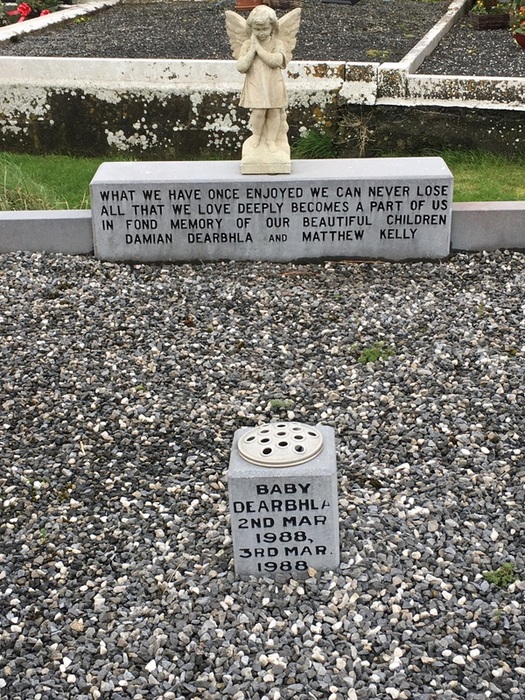 WHAT WE HAVE ONCE ENJOYED WE CAN NEVER LOSE
ALL THAT WE LOVE DEEPLY BECOMES A PART OF US
IN FOND MEMORY OF OUR BEAUTIFUL CHILDREN
DAMIAN DEARBHLA AND MATTHEW KELLY
BABY
DEARBHLA
2ND MAR
1988,
3RD MAR.
1988